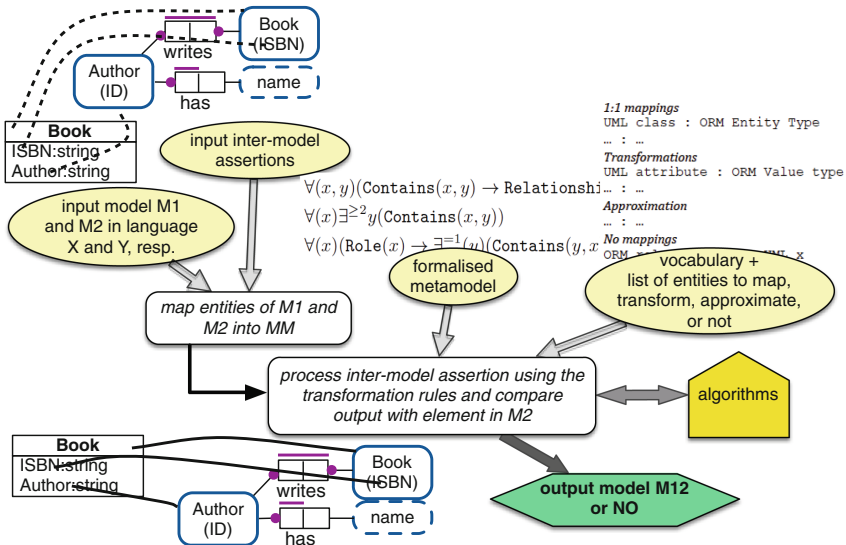 Book
(ISBN)
writes
Author
(ID)
name
has
Book
ISBN:string
Author:string
input inter-model
assertions
input model M1
and M2 in language
X and Y, resp.
∀(x, y)(Contains(x, y) → Relationshi
∀(x)∃≥2y(Contains(x, y))
∀(x)(Role(x) → ∃=1(y)(Contains(y, x
1:1 mappings
UML class : ORM Entity Type
… : …
Transformations
UML attribute : ORM Value type
… : …
Approximation
… : …
No mappings
formalised
metamodel
vocabulary +
list of entities to map,
transform, approximate,
or not
map entities of M1 and
M2 into MM
process inter-model assertion using the
transformation rules and compare
output with element in M2
algorithms
Book
ISBN:string
Author:string
Book
(ISBN)
writes
Author
(ID)
name
has
output model M12
or NO